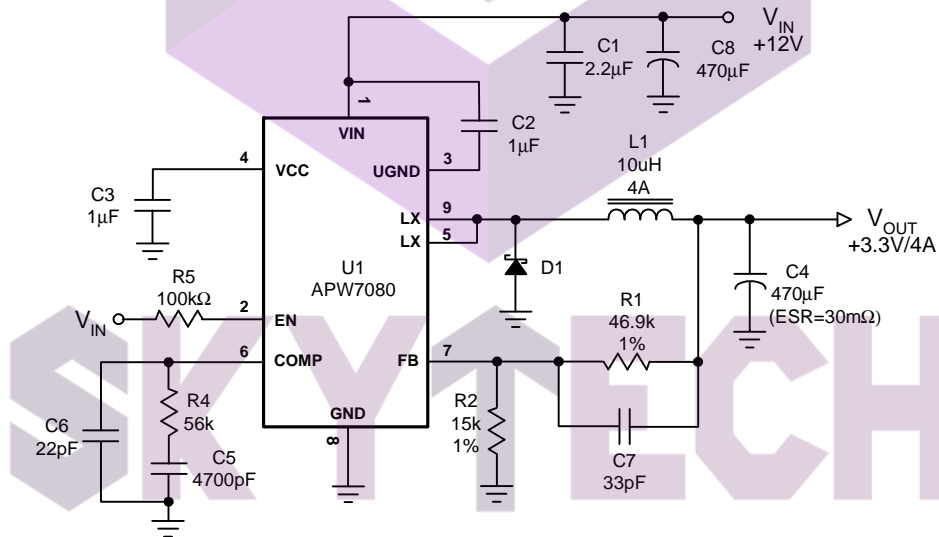 V_IN
+12V
C1
2.2μF
C8
470μF
1
VIN
C2
1μF
L1
10uH
4A
4
VCC
UGND
3
C3
1μF
LX
9
LX
5
V_OUT
+3.3V/4A
D1
U1
APW7080
C4
470μF
(ESR=30mΩ)
R5
100kΩ
R1
46.9k
1%
V_IN
2
EN
6
COMP
FB
7
R4
56k
R2
15k
1%
GND
8
C6
22pF
C5
4700pF
C7
33pF
SKYTECH